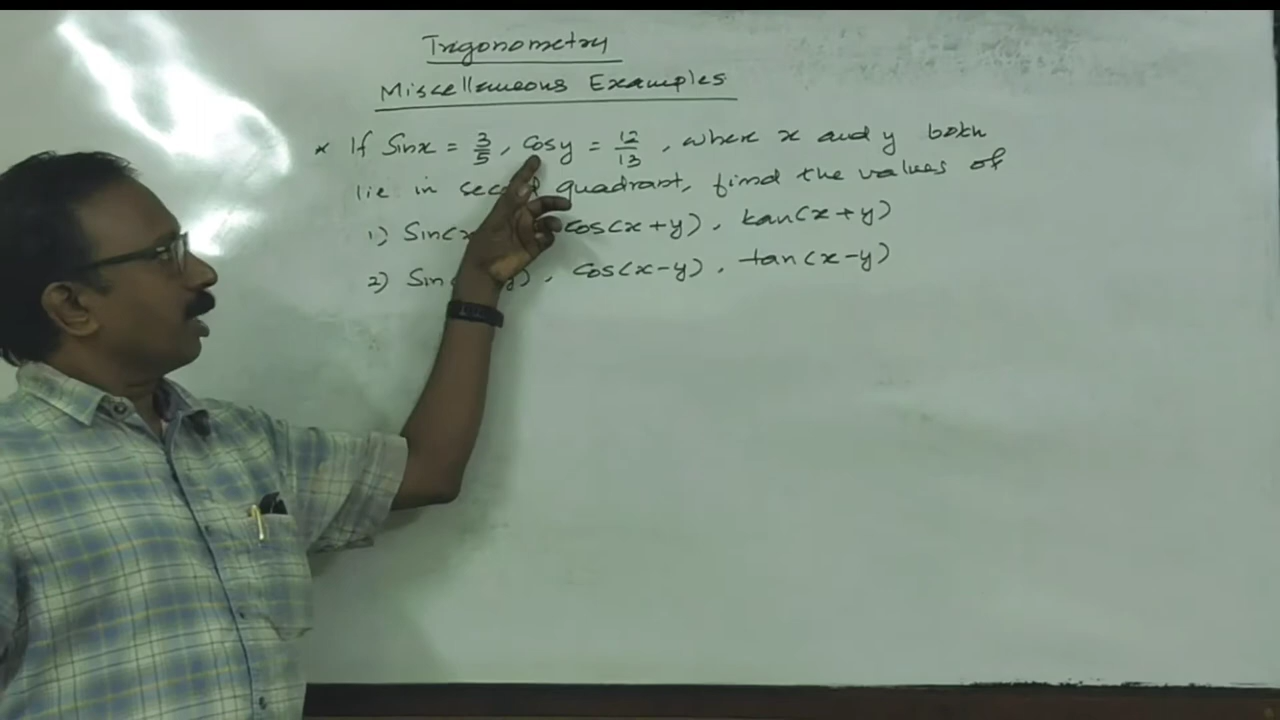 Trigonometry
Miscellaneous Examples
* If Sinx = 3/5, Cosy = 12/13, where x and y both
lie in quadrant, find the values of
1) Sin(x cos(x+y), tan(x+y)
2) Sin( y), cos(x-y), tan(x-y)